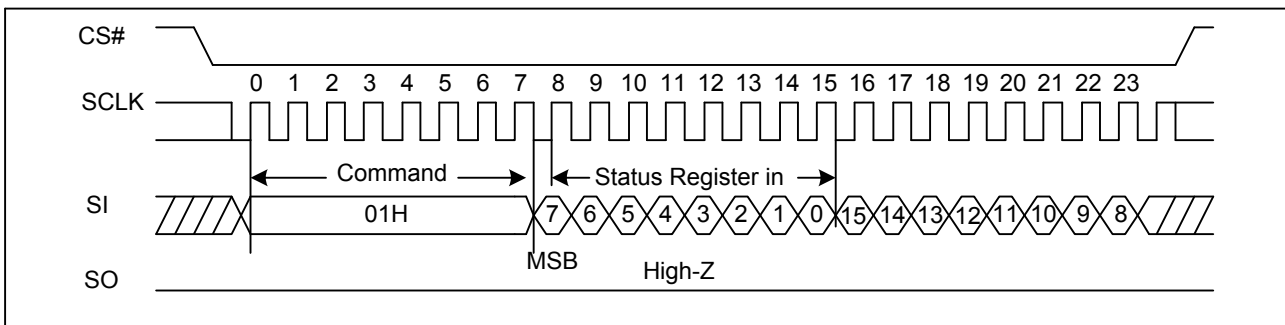 CS#
0 1 2 3 4 5 6 7 8 9 10 11 12 13 14 15 16 17 18 19 20 21 22 23
SCLK
Command Status Register in
SI 01H 7 6 5 4 3 2 1 0 15 14 13 12 11 10 9 8
MSB High-Z
SO